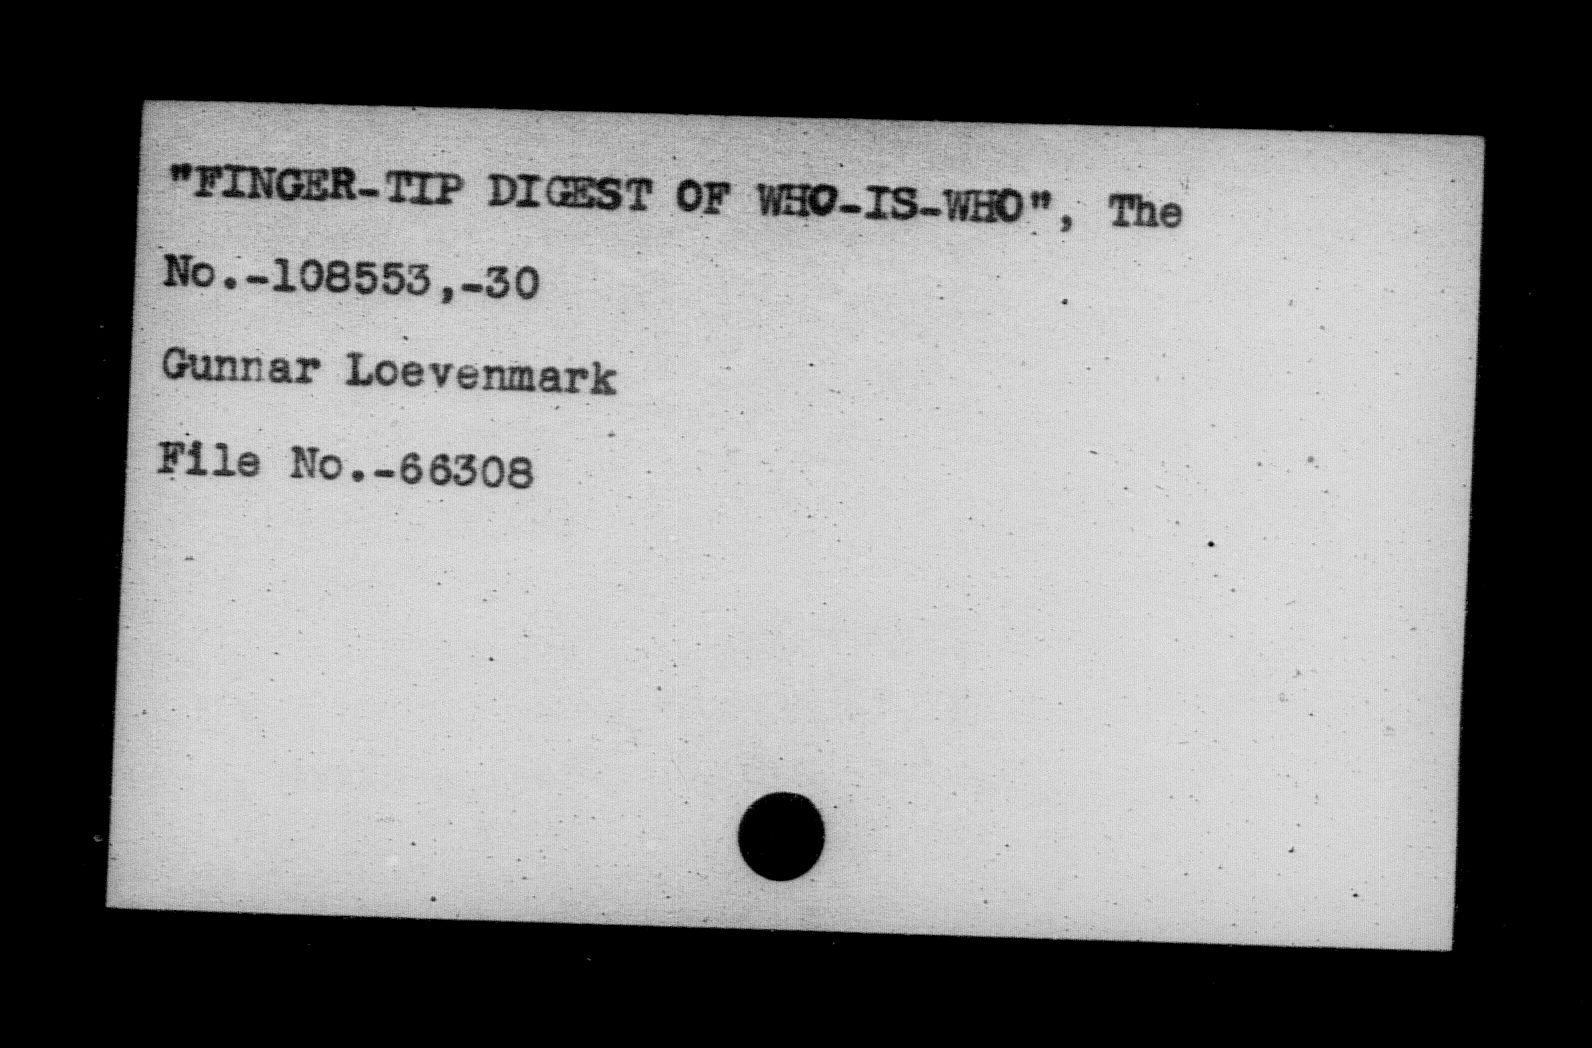 "FINGER-TIP DIGEST OF WHO-IS-WHO", The
No.-108553,-30
Gunnar Loevenmark
File No.-66308